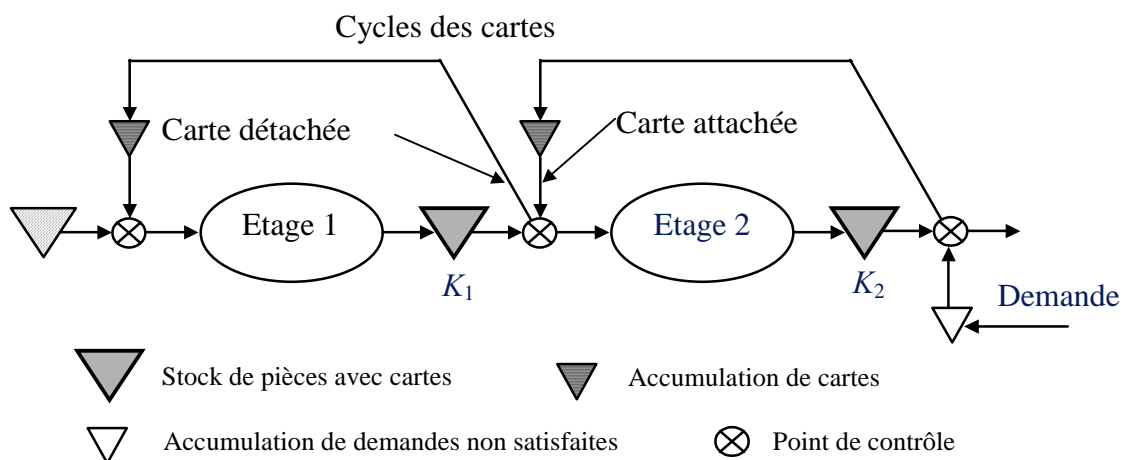 Cycles des cartes
Carte détachée
Carte attachée
Etage 1
Etage 2
K1
K2
Demande
Stock de pièces avec cartes
Accumulation de cartes
Accumulation de demandes non satisfaites
Point de contrôle